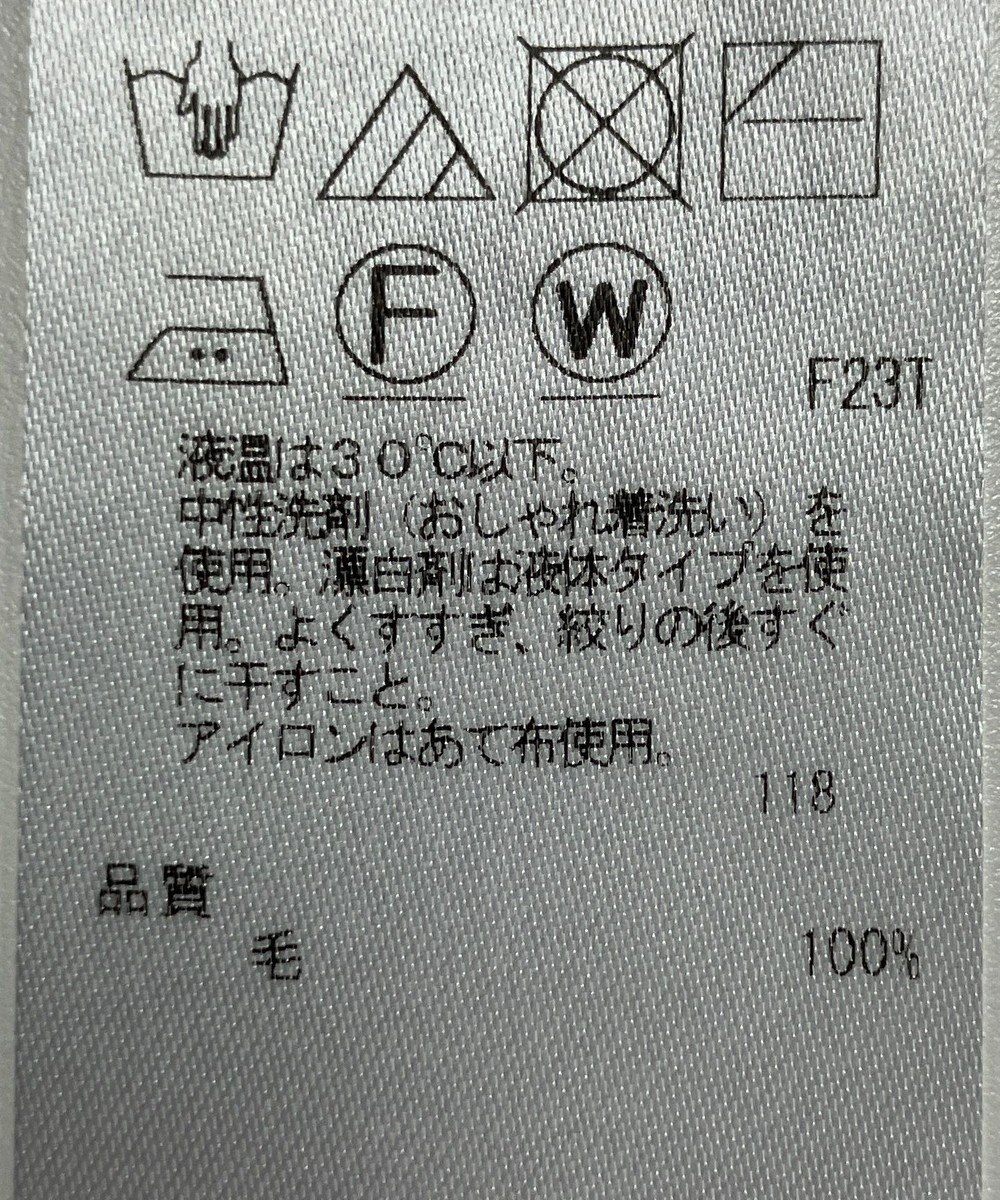 F
W
F23T
液温は30℃以下。
中性洗剤（おしゃれ着洗い）を
使用。漂白剤は液体タイプを使
用。よくすすぎ、絞りの後すぐ
に干すこと。
アイロンはあて布使用。
118
品質
毛 100%